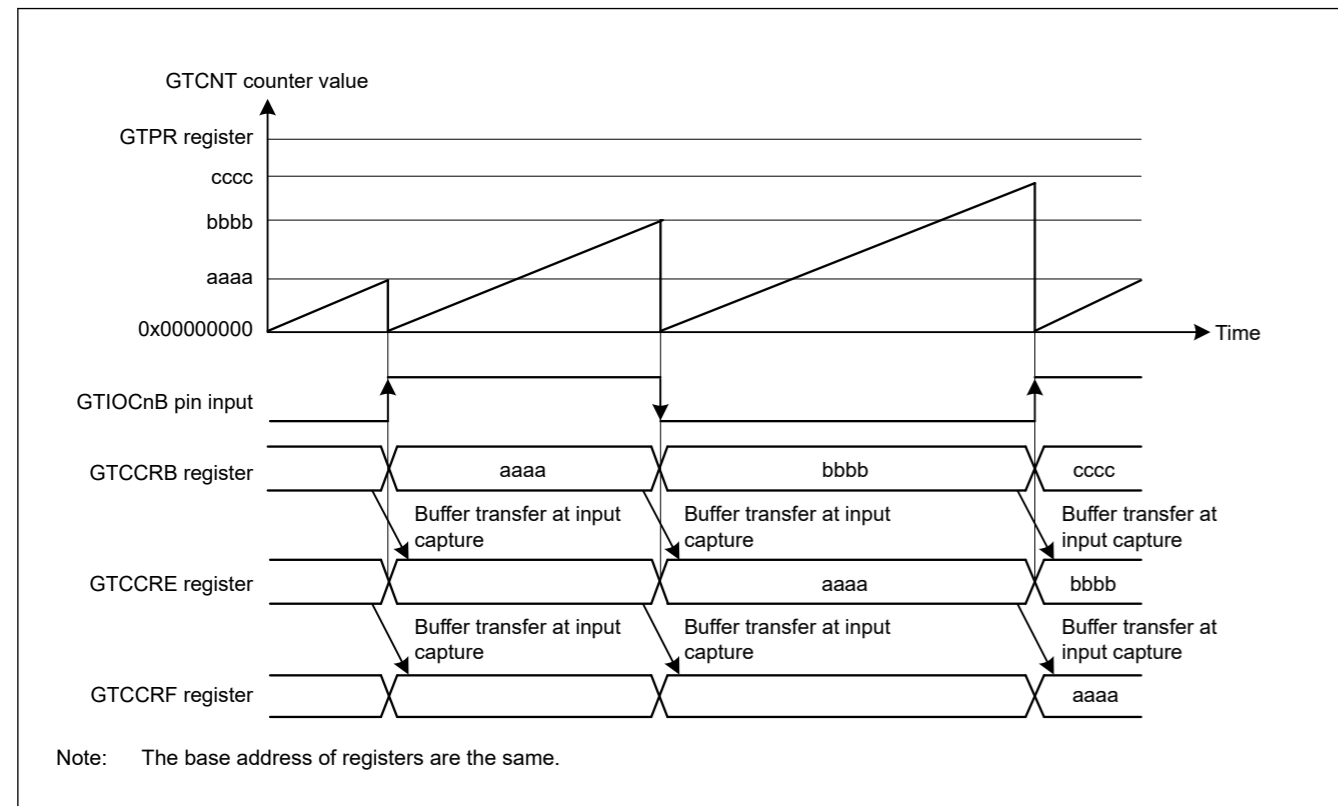 GTCNT counter value
GTPR register
cccc
bbbb
aaaa
0x00000000
Time
GTIOCnB pin input
GTCCRB register
aaaa
bbbb
cccc
Buffer transfer at input
capture
Buffer transfer at input
capture
Buffer transfer at
input capture
GTCCRE register
aaaa
bbbb
Buffer transfer at input
capture
Buffer transfer at input
capture
Buffer transfer at
input capture
GTCCRF register
aaaa
Note: The base address of registers are the same.